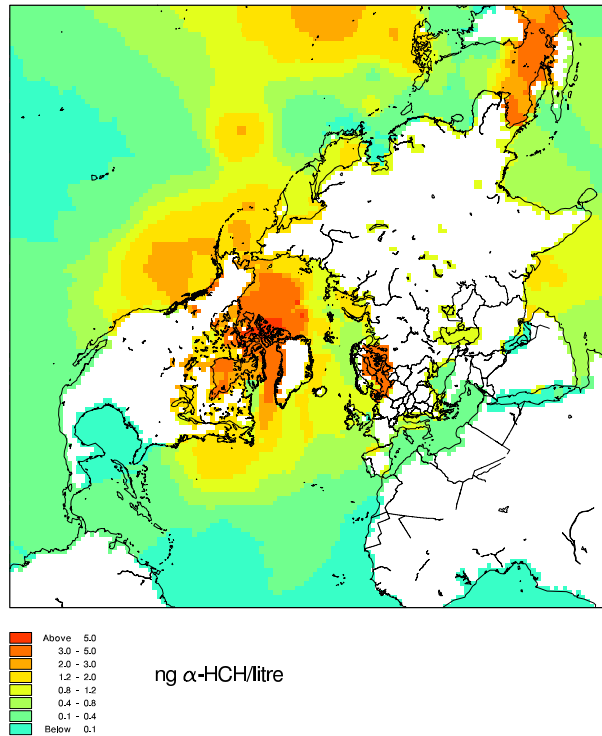 Above 5.0
3.0 - 5.0
2.0 - 3.0
1.2 - 2.0
0.8 - 1.2
0.4 - 0.8
0.1 - 0.4
Below 0.1
ng α-HCH/litre